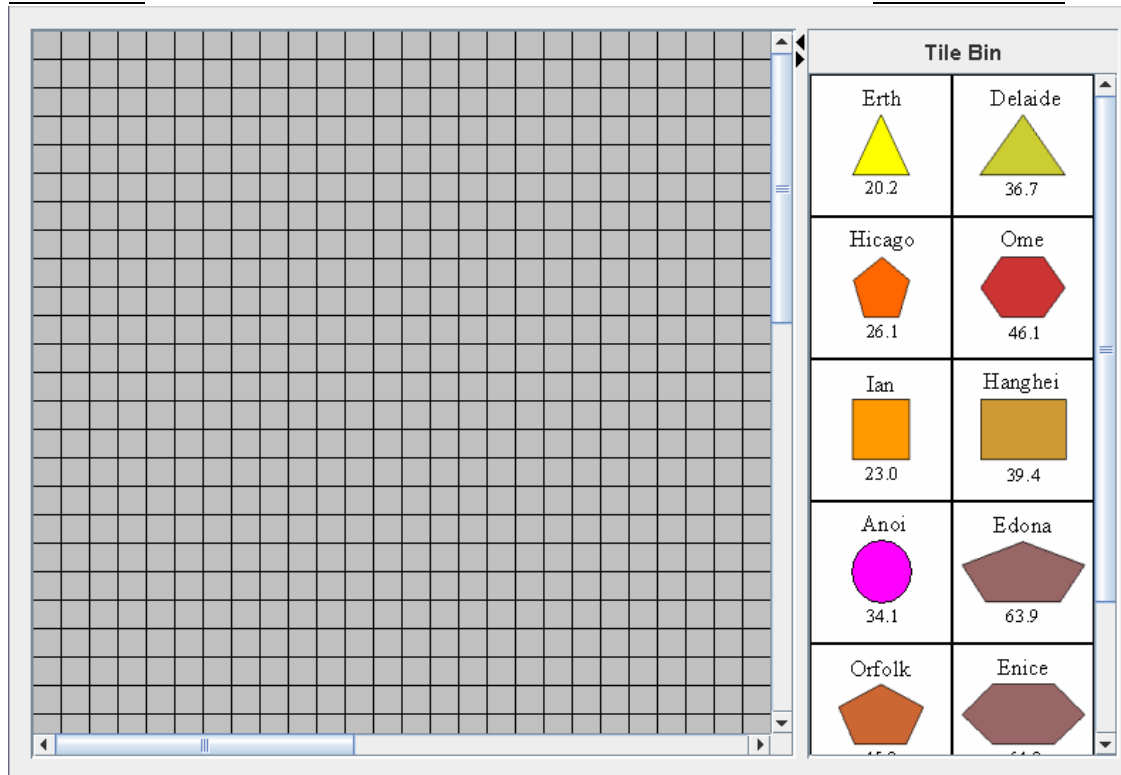 Tile Bin
Erth Delaide
20.2 36.7
Hicago Ome
26.1 46.1
Ian Hanghei
23.0 39.4
Anoi Edona
34.1 63.9
Orfolk Enice